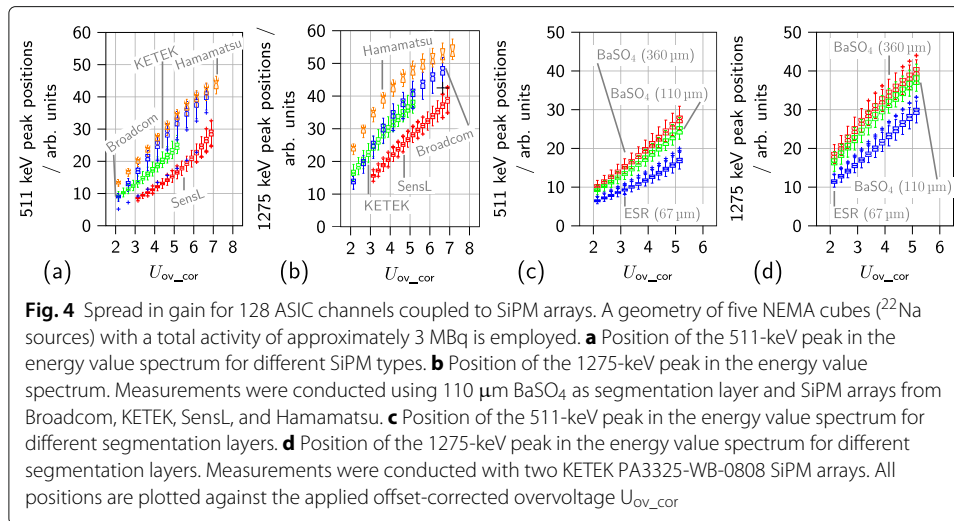 60
50
40
30
20
10
0
511 keV peak positions
/ arb. units
KETEK
Hamamatsu
Broadcom
SensL
2 3 4 5 6 7 8
(a)
U_ov_cor
60
50
40
30
20
10
0
1275 keV peak positions /
arb. units
Hamamatsu
Broadcom
SensL
KETEK
2 3 4 5 6 7 8
(b)
U_ov_cor
50
40
30
20
10
0
511 keV peak positions
/ arb. units
BaSO₄ (360 µm)
BaSO₄ (110 µm)
ESR (67 µm)
2 3 4 5 6
(c)
U_ov_cor
50
40
30
20
10
0
1275 keV peak positions
/ arb. units
BaSO₄ (360 µm)
BaSO₄ (110 µm)
ESR (67 µm)
2 3 4 5 6
(d)
U_ov_cor
Fig. 4 Spread in gain for 128 ASIC channels coupled to SiPM arrays. A geometry of five NEMA cubes (²²Na
sources) with a total activity of approximately 3 MBq is employed. a Position of the 511-keV peak in the
energy value spectrum for different SiPM types. b Position of the 1275-keV peak in the energy value
spectrum. Measurements were conducted using 110 µm BaSO₄ as segmentation layer and SiPM arrays from
Broadcom, KETEK, SensL, and Hamamatsu. c Position of the 511-keV peak in the energy value spectrum for
different segmentation layers. d Position of the 1275-keV peak in the energy value spectrum for different
segmentation layers. Measurements were conducted with two KETEK PA3325-WB-0808 SiPM arrays. All
positions are plotted against the applied offset-corrected overvoltage U_ov_cor